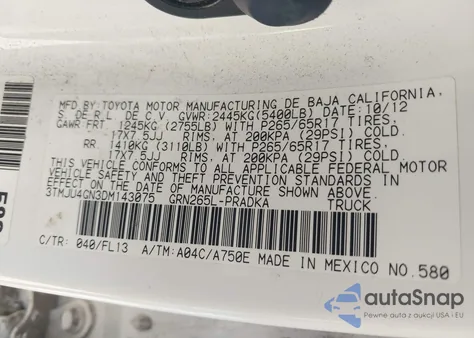 MFD.BY:TOYOTA MOTOR MANUFACTURING DE BAJA CALIFORNIA,
S. DE R.L. DE C.V. GVWR:2445KG(5400LB) DATE:10/12
GAWR FRT. 1245KG (2755LB) WITH P265/65R17 TIRES,
17X7.5JJ RIMS, AT 200KPA (29PSI) COLD.
RR. 1410KG (3110LB) WITH P265/65R17 TIRES,
17X7.5JJ RIMS, AT 200KPA (29PSI) COLD.
THIS VEHICLE CONFORMS TO ALL APPLICABLE FEDERAL MOTOR
VEHICLE SAFETY AND THEFT PREVENTION STANDARDS IN
EFFECT ON THE DATE OF MANUFACTURE SHOWN ABOVE.
3TMJU4GN3DM143075 GRN265L-PRADKA TRUCK
C/TR: 040/FL13 A/TM:A04C/A750E MADE IN MEXICO NO.580
autoSnap
Pewne auta z aukcji USA i EU